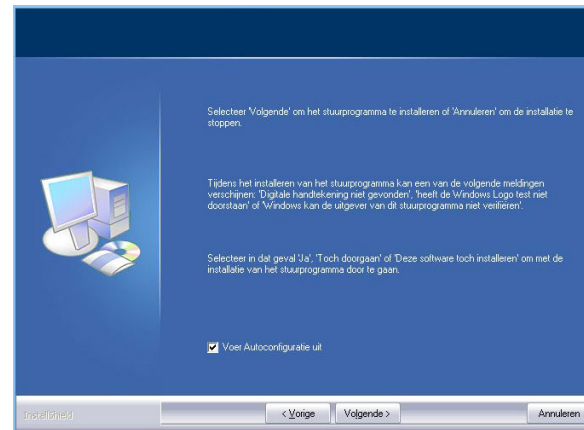 Selecteer 'Volgende' om het stuurprogramma te installeren of 'Annuleren' om de installatie te
stoppen.
Tijdens het installeren van het stuurprogramma kan een van de volgende meldingen
verschijnen: 'Digitale handtekening niet gevonden', 'heeft de Windows Logo test niet
doorstaan' of 'Windows kan de uitgever van dit stuurprogramma niet verifiëren'.
Selecteer in dat geval 'Ja', 'Toch doorgaan' of 'Deze software toch installeren' om met de
installatie van het stuurprogramma door te gaan.
Voer Autoconfiguratie uit
InstallShield
< Vorige
Volgende >
Annuleren